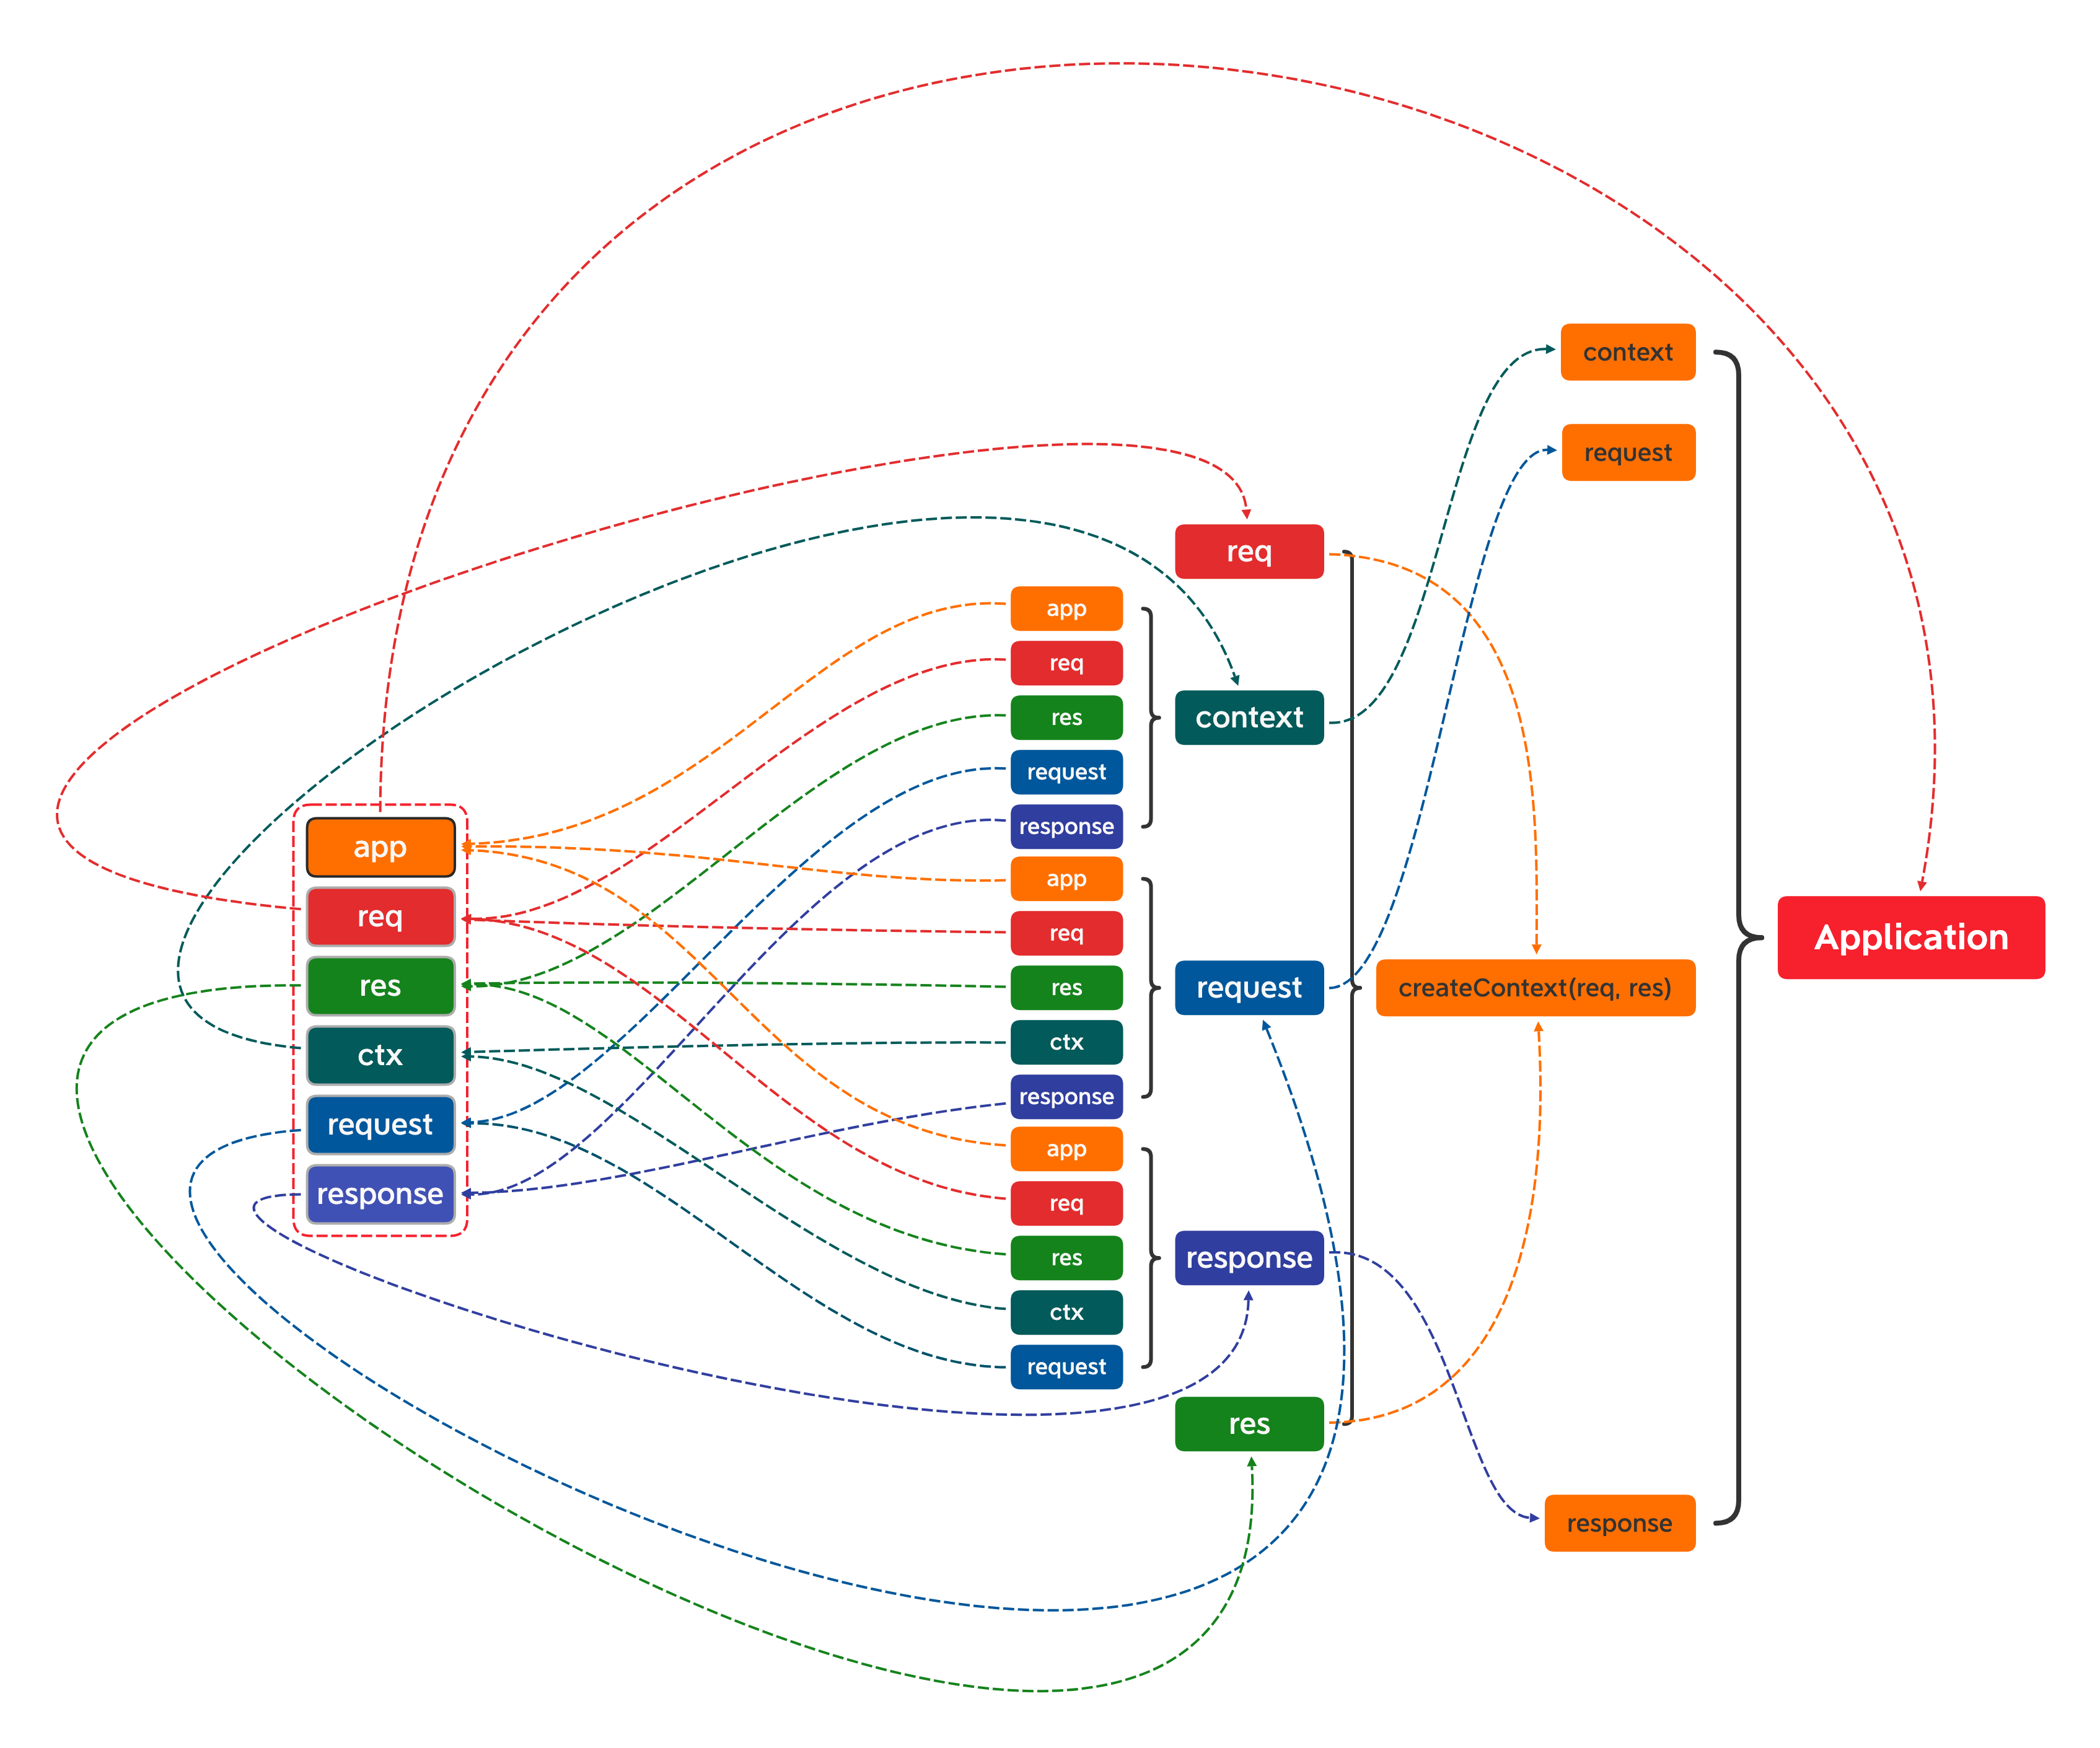 context
request
req
app
req
res
request
response
context
app
req
res
ctx
request
response
app
req
res
ctx
response
request
createContext(req, res)
Application
app
req
res
ctx
request
response
res
response